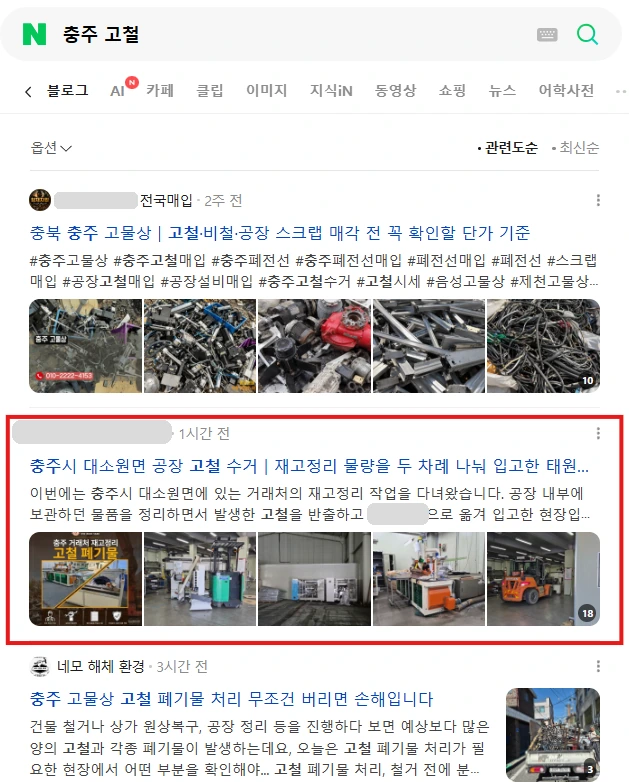 N 충주 고철
블로그 AI N 카페 클립 이미지 지식iN 동영상 쇼핑 뉴스 어학사전
옵션 • 관련도순 • 최신순
전국매입 · 2주 전
충북 충주 고물상 | 고철·비철·공장 스크랩 매각 전 꼭 확인할 단가 기준
#충주고물상 #충주고철매입 #충주폐전선 #충주폐전선매입 #폐전선매입 #폐전선 #스크랩
매입 #공장고철매입 #공장설비매입 #충주고철수거 #고철시세 #음성고물상 #제천고물상...
충주 고물상
010-2222-4153
10
· 1시간 전
충주시 대소원면 공장 고철 수거 | 재고정리 물량을 두 차례 나눠 입고한 태원...
이번에는 충주시 대소원면에 있는 거래처의 재고정리 작업을 다녀왔습니다. 공장 내부에
보관하던 물품을 정리하면서 발생한 고철을 반출하고 으로 옮겨 입고한 현장입...
충주 거래처 재고정리
고철 폐기물
18
네모 해체 환경 · 3시간 전
충주 고물상 고철 폐기물 처리 무조건 버리면 손해입니다
건물 철거나 상가 원상복구, 공장 정리 등을 진행하다 보면 예상보다 많은
양의 고철과 각종 폐기물이 발생하는데요, 오늘은 고철 폐기물 처리가 필
요한 현장에서 어떤 부분을 확인해야... 고철 폐기물 처리, 철거 전에 분...
3